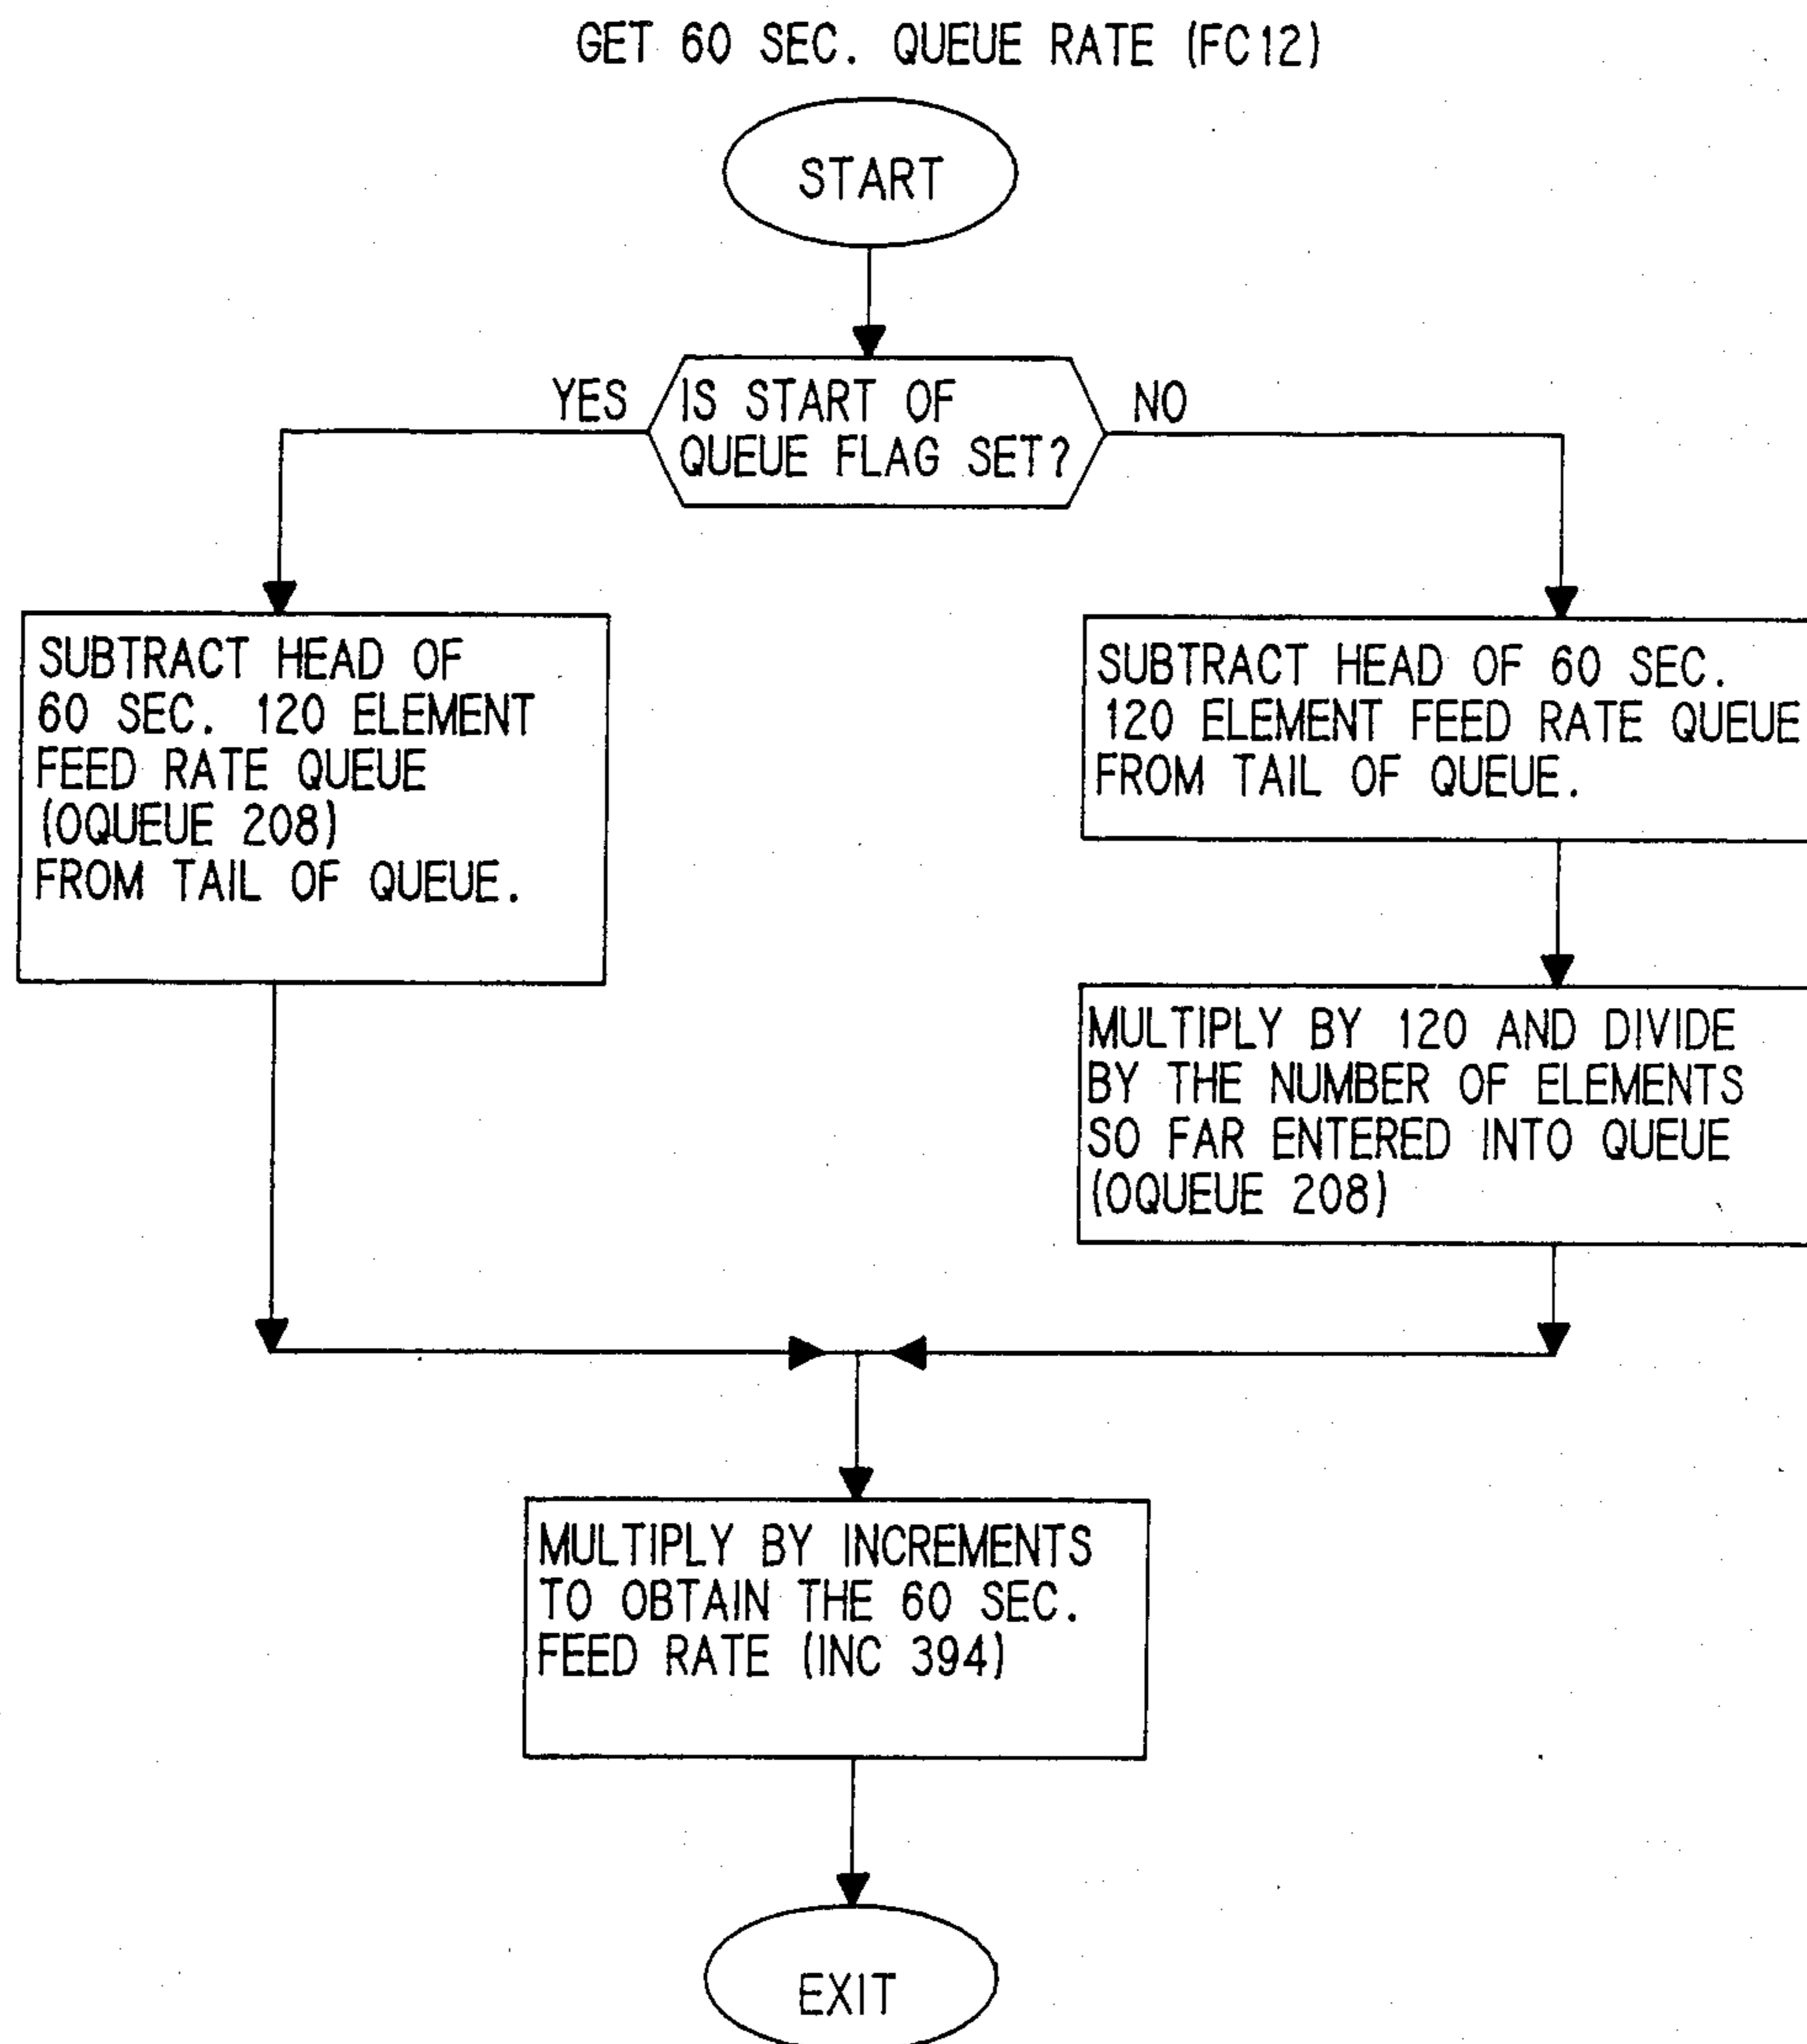 GET 60 SEC. QUEUE RATE (FC12)
START
YES
IS START OF
QUEUE FLAG SET?
NO
SUBTRACT HEAD OF
60 SEC. 120 ELEMENT
FEED RATE QUEUE
(OQUEUE 208)
FROM TAIL OF QUEUE.
SUBTRACT HEAD OF 60 SEC.
120 ELEMENT FEED RATE QUEUE
FROM TAIL OF QUEUE.
MULTIPLY BY 120 AND DIVIDE
BY THE NUMBER OF ELEMENTS
SO FAR ENTERED INTO QUEUE
(OQUEUE 208)
MULTIPLY BY INCREMENTS
TO OBTAIN THE 60 SEC.
FEED RATE (INC 394)
EXIT